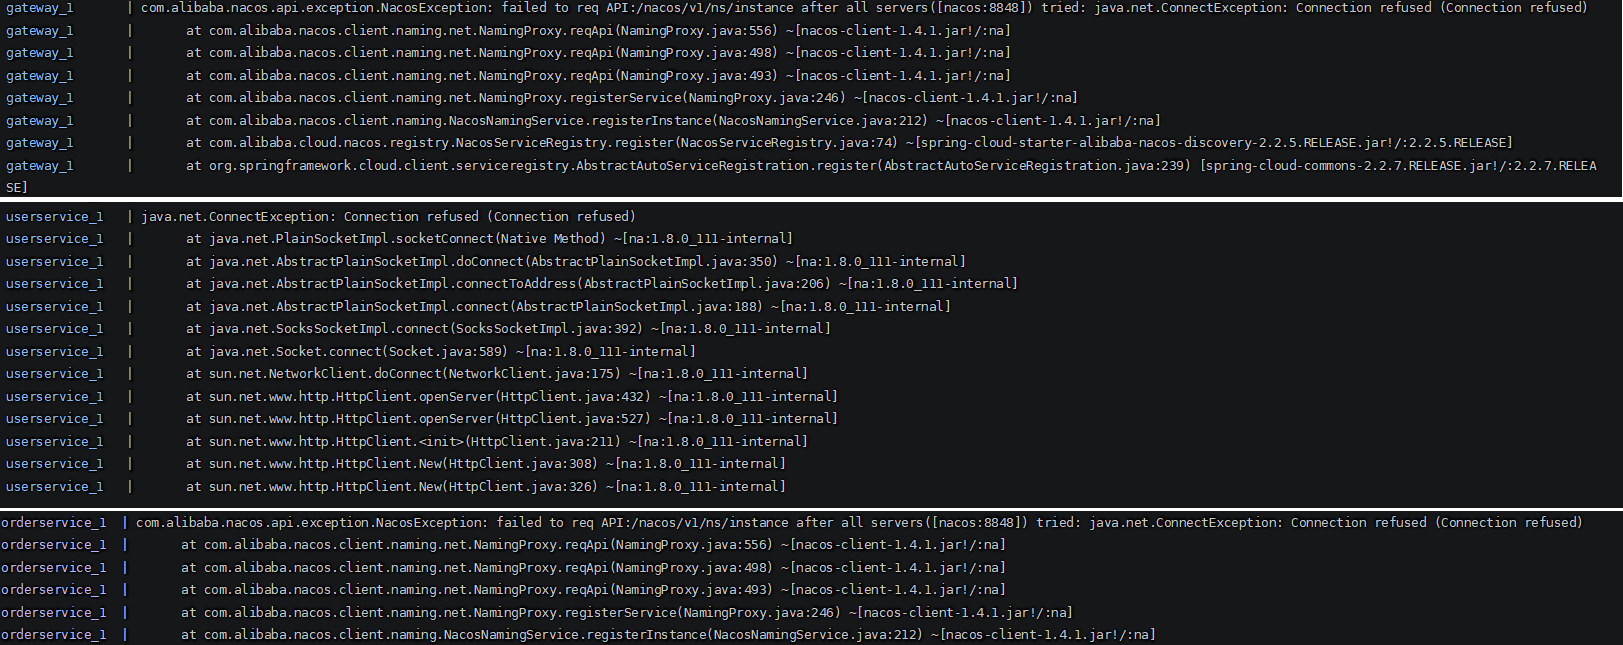 gateway_1       | com.alibaba.nacos.api.exception.NacosException: failed to req API:/nacos/v1/ns/instance after all servers([nacos:8848]) tried: java.net.ConnectException: Connection refused (Connection refused)
gateway_1       |       at com.alibaba.nacos.client.naming.net.NamingProxy.reqApi(NamingProxy.java:556) ~[nacos-client-1.4.1.jar!/:na]
gateway_1       |       at com.alibaba.nacos.client.naming.net.NamingProxy.reqApi(NamingProxy.java:498) ~[nacos-client-1.4.1.jar!/:na]
gateway_1       |       at com.alibaba.nacos.client.naming.net.NamingProxy.reqApi(NamingProxy.java:493) ~[nacos-client-1.4.1.jar!/:na]
gateway_1       |       at com.alibaba.nacos.client.naming.net.NamingProxy.registerService(NamingProxy.java:246) ~[nacos-client-1.4.1.jar!/:na]
gateway_1       |       at com.alibaba.nacos.client.naming.NacosNamingService.registerInstance(NacosNamingService.java:212) ~[nacos-client-1.4.1.jar!/:na]
gateway_1       |       at com.alibaba.cloud.nacos.registry.NacosServiceRegistry.register(NacosServiceRegistry.java:74) ~[spring-cloud-starter-alibaba-nacos-discovery-2.2.5.RELEASE.jar!/:2.2.5.RELEASE]
gateway_1       |       at org.springframework.cloud.client.serviceregistry.AbstractAutoServiceRegistration.register(AbstractAutoServiceRegistration.java:239) [spring-cloud-commons-2.2.7.RELEASE.jar!/:2.2.7.RELEA
SE]
userservice_1   | java.net.ConnectException: Connection refused (Connection refused)
userservice_1   |       at java.net.PlainSocketImpl.socketConnect(Native Method) ~[na:1.8.0_111-internal]
userservice_1   |       at java.net.AbstractPlainSocketImpl.doConnect(AbstractPlainSocketImpl.java:350) ~[na:1.8.0_111-internal]
userservice_1   |       at java.net.AbstractPlainSocketImpl.connectToAddress(AbstractPlainSocketImpl.java:206) ~[na:1.8.0_111-internal]
userservice_1   |       at java.net.AbstractPlainSocketImpl.connect(AbstractPlainSocketImpl.java:188) ~[na:1.8.0_111-internal]
userservice_1   |       at java.net.SocksSocketImpl.connect(SocksSocketImpl.java:392) ~[na:1.8.0_111-internal]
userservice_1   |       at java.net.Socket.connect(Socket.java:589) ~[na:1.8.0_111-internal]
userservice_1   |       at sun.net.NetworkClient.doConnect(NetworkClient.java:175) ~[na:1.8.0_111-internal]
userservice_1   |       at sun.net.www.http.HttpClient.openServer(HttpClient.java:432) ~[na:1.8.0_111-internal]
userservice_1   |       at sun.net.www.http.HttpClient.openServer(HttpClient.java:527) ~[na:1.8.0_111-internal]
userservice_1   |       at sun.net.www.http.HttpClient.<init>(HttpClient.java:211) ~[na:1.8.0_111-internal]
userservice_1   |       at sun.net.www.http.HttpClient.New(HttpClient.java:308) ~[na:1.8.0_111-internal]
userservice_1   |       at sun.net.www.http.HttpClient.New(HttpClient.java:326) ~[na:1.8.0_111-internal]
orderservice_1  | com.alibaba.nacos.api.exception.NacosException: failed to req API:/nacos/v1/ns/instance after all servers([nacos:8848]) tried: java.net.ConnectException: Connection refused (Connection refused)
orderservice_1  |       at com.alibaba.nacos.client.naming.net.NamingProxy.reqApi(NamingProxy.java:556) ~[nacos-client-1.4.1.jar!/:na]
orderservice_1  |       at com.alibaba.nacos.client.naming.net.NamingProxy.reqApi(NamingProxy.java:498) ~[nacos-client-1.4.1.jar!/:na]
orderservice_1  |       at com.alibaba.nacos.client.naming.net.NamingProxy.reqApi(NamingProxy.java:493) ~[nacos-client-1.4.1.jar!/:na]
orderservice_1  |       at com.alibaba.nacos.client.naming.net.NamingProxy.registerService(NamingProxy.java:246) ~[nacos-client-1.4.1.jar!/:na]
orderservice_1  |       at com.alibaba.nacos.client.naming.NacosNamingService.registerInstance(NacosNamingService.java:212) ~[nacos-client-1.4.1.jar!/:na]